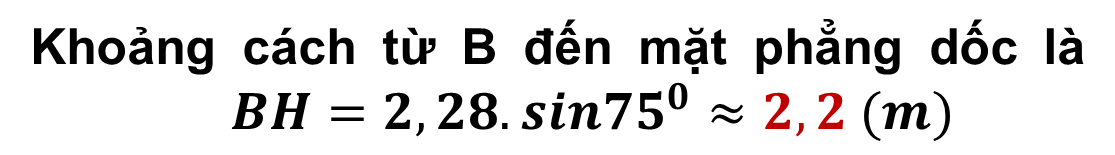 Khoảng cách từ B đến mặt phẳng dốc là
BH = 2,28. sin75⁰ ≈ 2,2 (m)